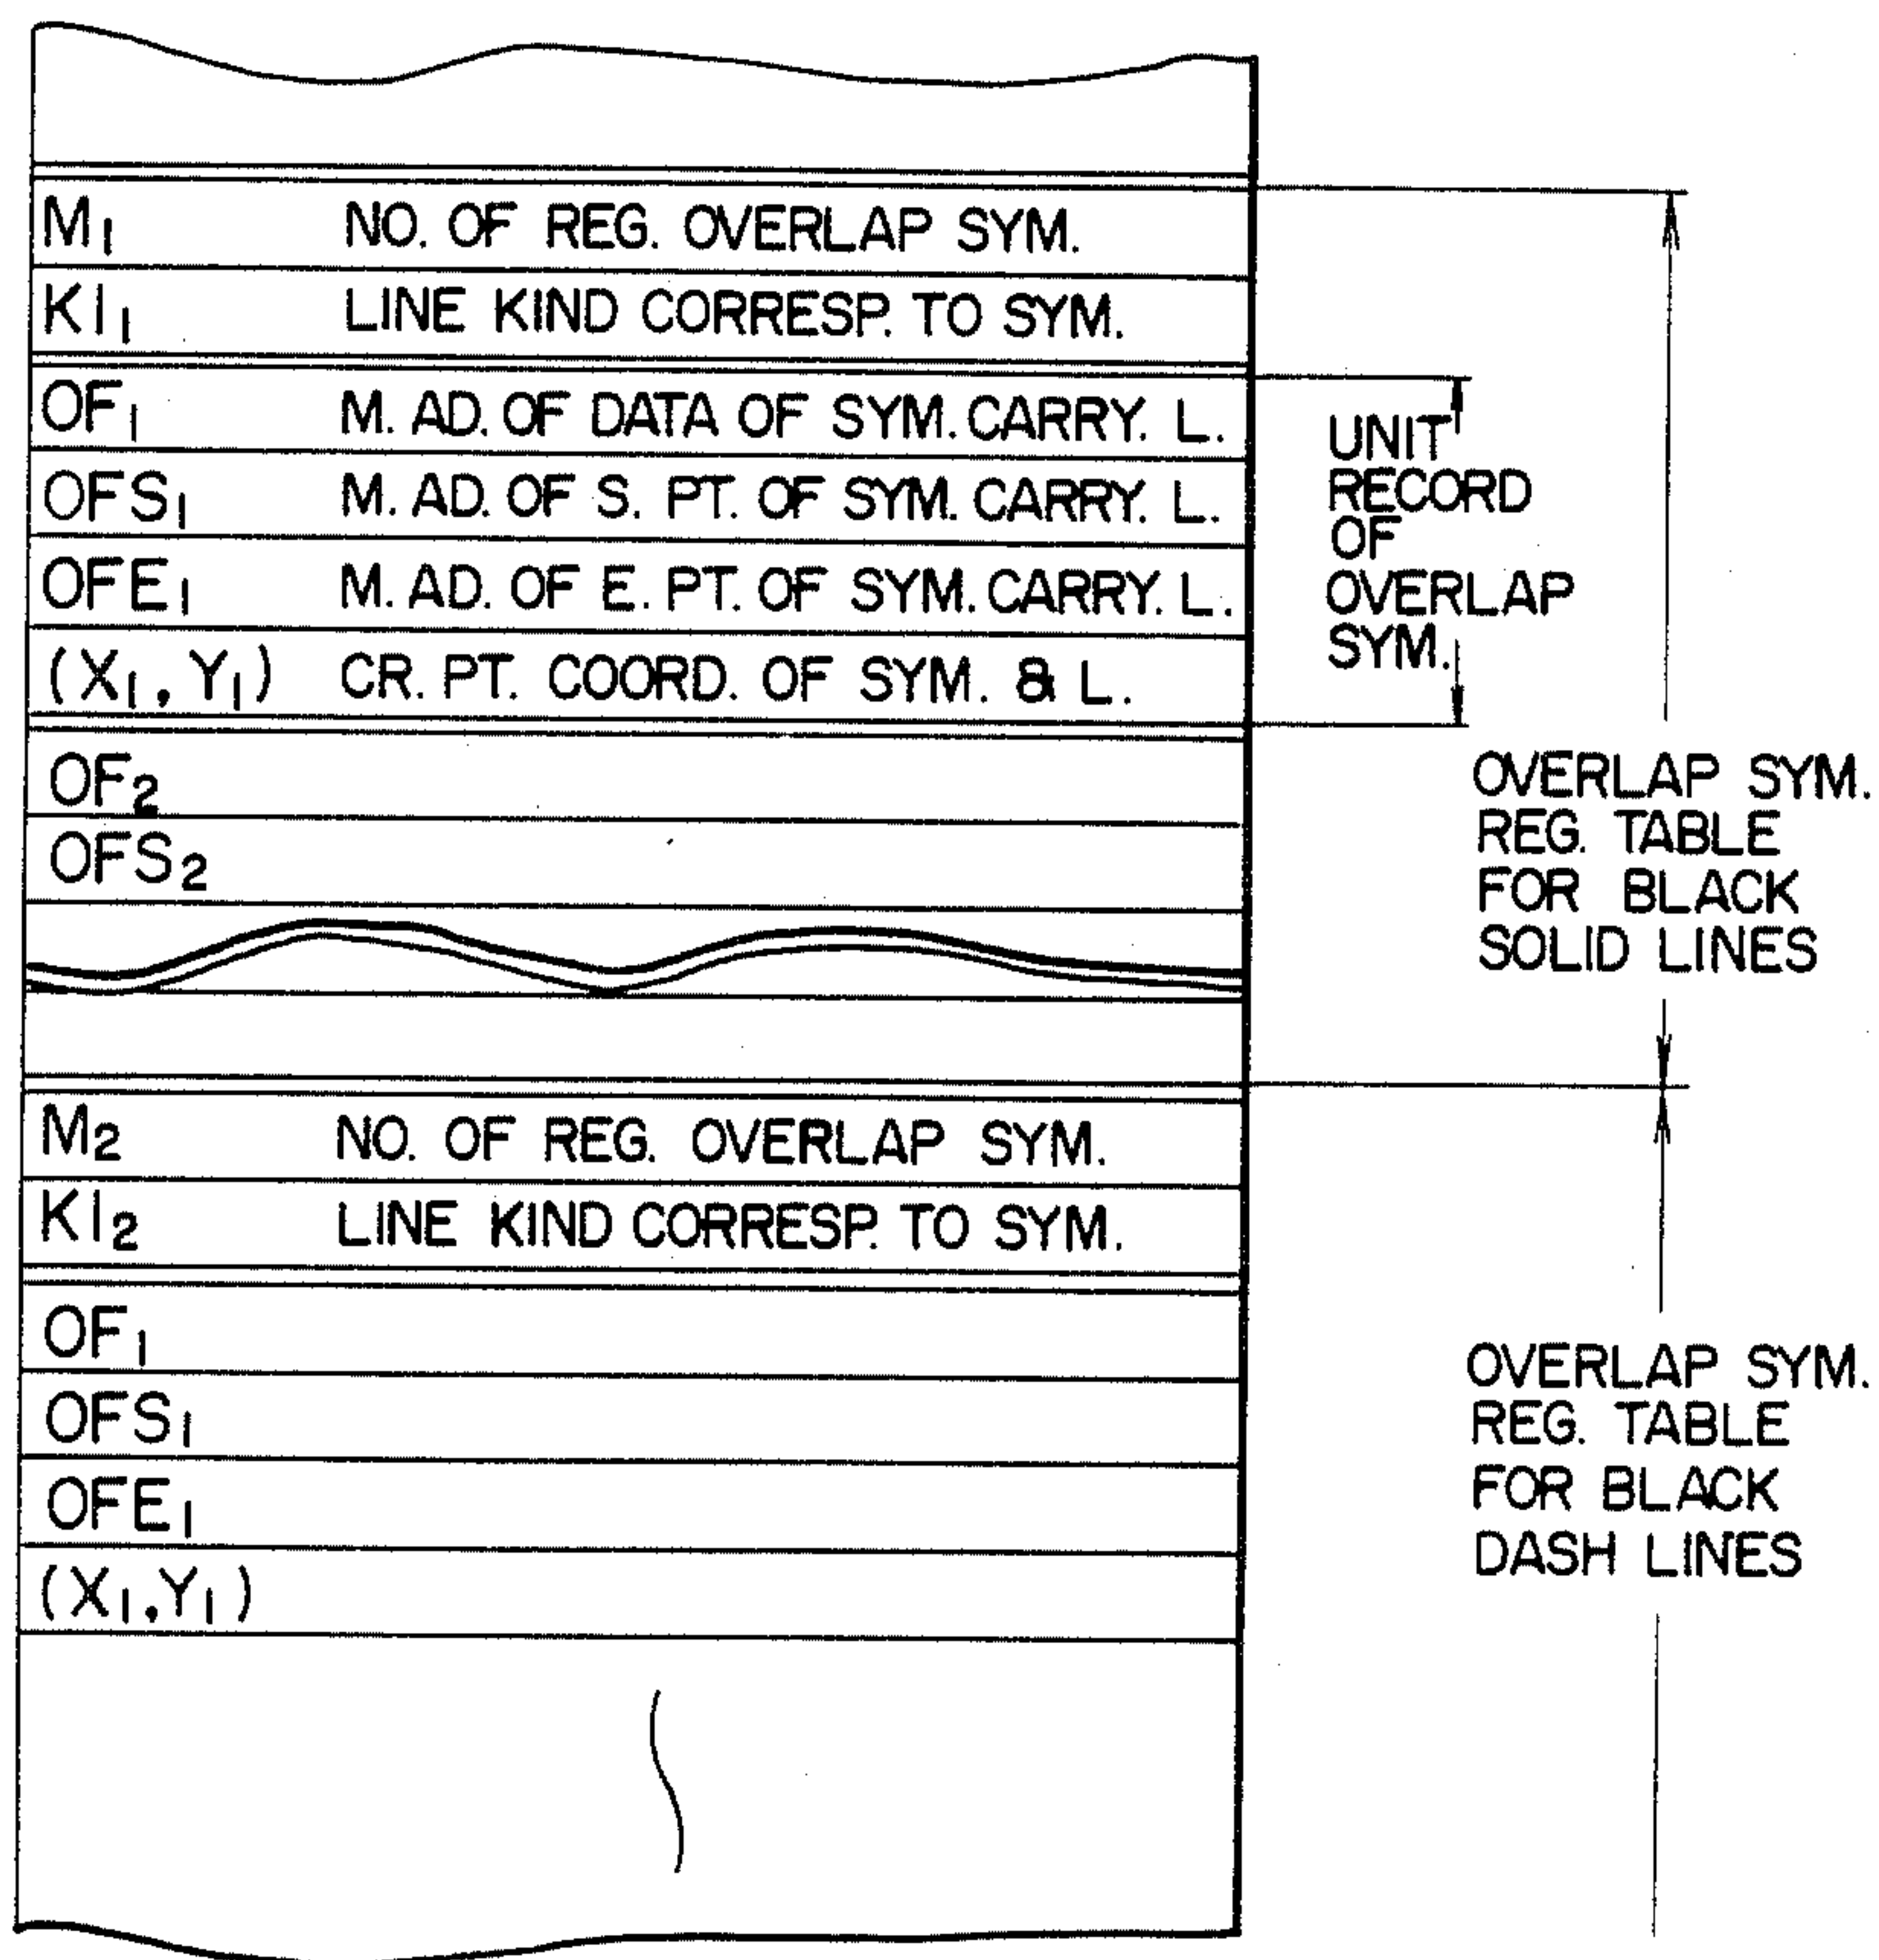 M1 NO. OF REG. OVERLAP SYM.
KI1 LINE KIND CORRESP. TO SYM.
OF1 M. AD. OF DATA OF SYM. CARRY. L.
OFS1 M. AD. OF S. PT. OF SYM. CARRY. L.
OFE1 M. AD. OF E. PT. OF SYM. CARRY. L.
(X1, Y1) CR. PT. COORD. OF SYM. & L.
UNIT
RECORD
OF
OVERLAP
SYM.
OF2
OFS2
OVERLAP SYM.
REG. TABLE
FOR BLACK
SOLID LINES
M2 NO. OF REG. OVERLAP SYM.
KI2 LINE KIND CORRESP. TO SYM.
OF1
OFS1
OFE1
(X1, Y1)
OVERLAP SYM.
REG. TABLE
FOR BLACK
DASH LINES